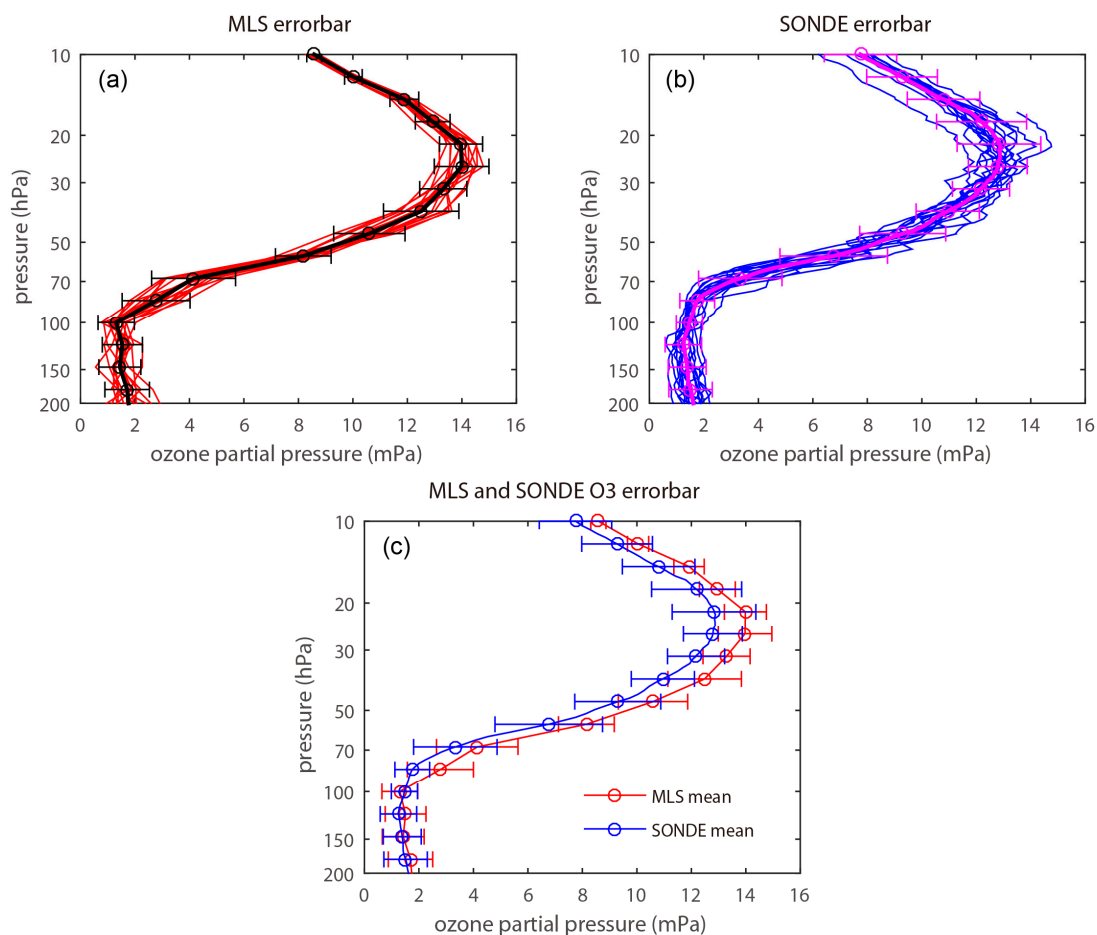 MLS errorbar
(a)
10
20
30
50
70
100
150
200
pressure (hPa)
0 2 4 6 8 10 12 14 16
ozone partial pressure (mPa)
SONDE errorbar
(b)
10
20
30
50
70
100
150
200
pressure (hPa)
0 2 4 6 8 10 12 14 16
ozone partial pressure (mPa)
MLS and SONDE O3 errorbar
(c)
10
20
30
50
70
100
150
200
pressure (hPa)
MLS mean
SONDE mean
0 2 4 6 8 10 12 14 16
ozone partial pressure (mPa)